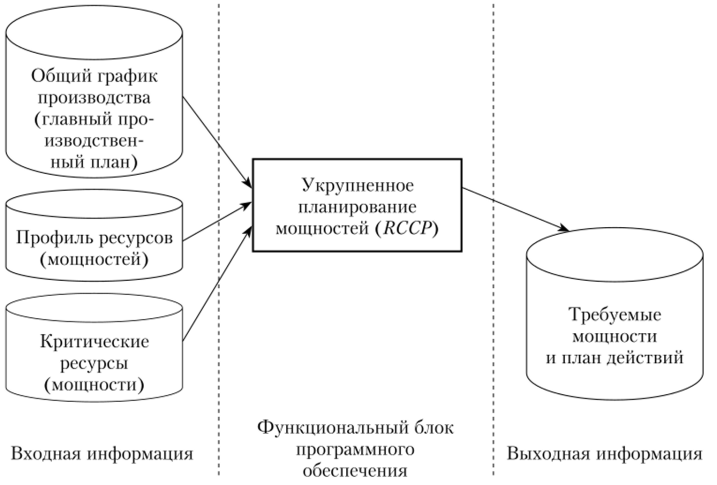 Общий график
производства
(главный про-
изводствен-
ный план)
Профиль ресурсов
(мощностей)
Критические
ресурсы
(мощности)
Входная информация
Укрупненное
планирование
мощностей (RCCP)
Функциональный блок
программного
обеспечения
Требуемые
мощности
и план действий
Выходная информация